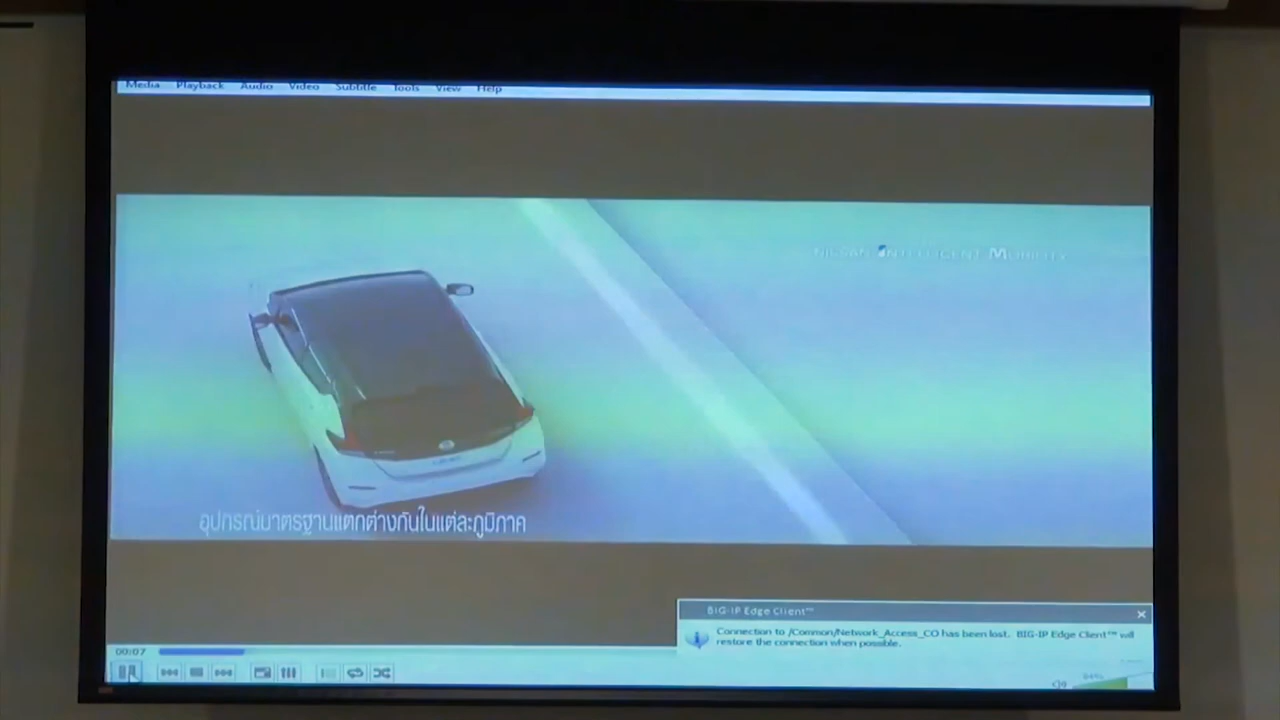 Media Playback Audio Video Subtitle Tools View Help
NISSAN INTELLIGENT MOBILITY
อุปกรณ์มาตรฐานแตกต่างกันในแต่ละภูมิภาค
BIG-IP Edge Client™
Connection to /Common/Network_Access_CO has been lost. BIG-IP Edge Client™ will
restore the connection when possible.
00:07
94%